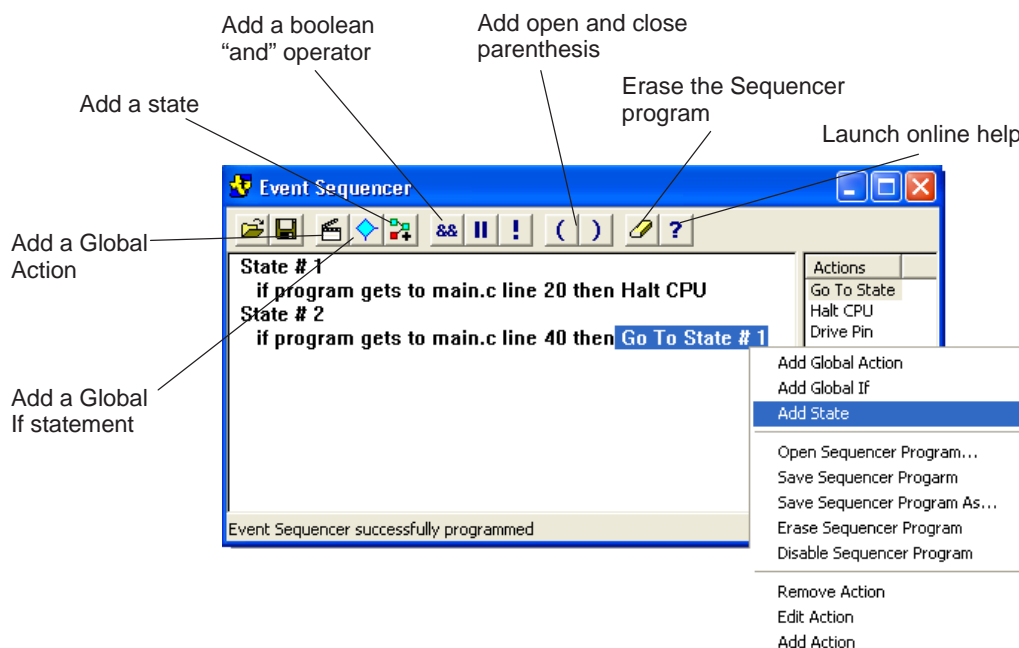 Add a boolean
“and” operator
Add open and close
parenthesis
Add a state
Erase the Sequencer
program
Launch online help
Event Sequencer
&& !  ( ) ?
Add a Global
Action
State # 1
if program gets to main.c line 20 then Halt CPU
State # 2
if program gets to main.c line 40 then Go To State # 1
Actions
Go To State
Halt CPU
Drive Pin
Add a Global
If statement
Add Global Action
Add Global If
Add State
Open Sequencer Program...
Save Sequencer Progarm
Save Sequencer Program As...
Erase Sequencer Program
Disable Sequencer Program
Remove Action
Edit Action
Add Action
Event Sequencer successfully programmed